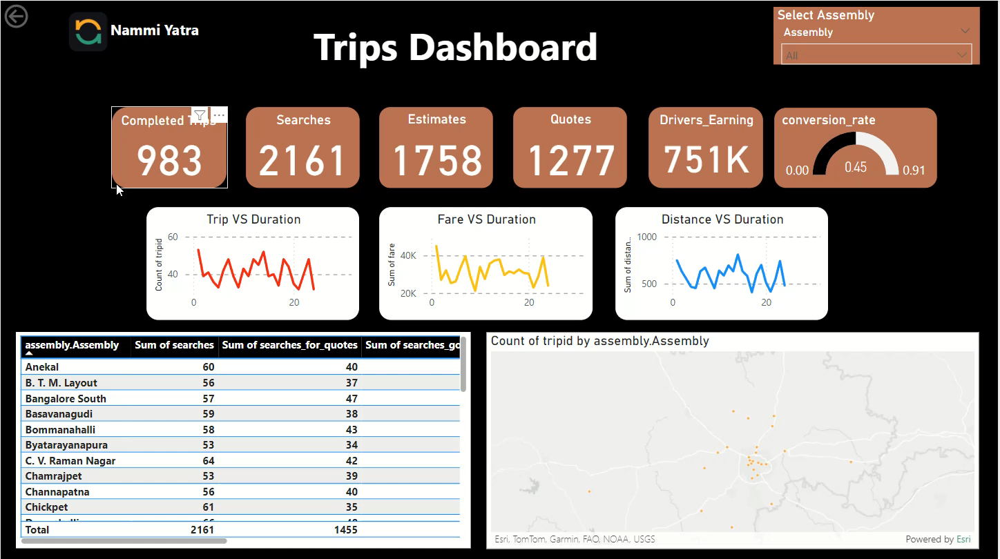 Nammi Yatra
Trips Dashboard
Select Assembly
Assembly
All
Completed Trips
983
Searches
2161
Estimates
1758
Quotes
1277
Drivers_Earning
751K
conversion_rate
0.00
0.45
0.91
Trip VS Duration
Count of tripid
60
40
0 20
Fare VS Duration
Sum of fare
40K
20K
0 20
Distance VS Duration
Sum of distan...
1000
500
0 20
assembly.Assembly Sum of searches Sum of searches_for_quotes Sum of searches_go
Anekal 60 40
B. T. M. Layout 56 37
Bangalore South 57 47
Basavanagudi 59 38
Bommanahalli 58 43
Byatarayanapura 53 34
C. V. Raman Nagar 64 42
Chamrajpet 53 39
Channapatna 56 40
Chickpet 61 35
Total 2161 1455
Count of tripid by assembly.Assembly
Esri, TomTom, Garmin, FAO, NOAA, USGS
Powered by Esri